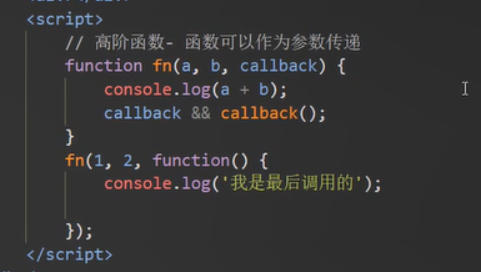 <script>
// 高阶函数- 函数可以作为参数传递
function fn(a, b, callback) {
console.log(a + b);
callback && callback();
}
fn(1, 2, function() {
console.log('我是最后调用的');
});
</script>